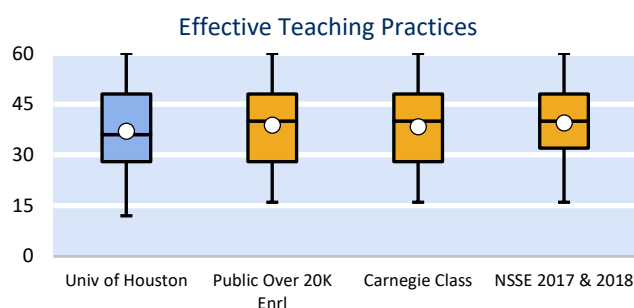 Effective Teaching Practices
60
45
30
15
0
Univ of Houston
Public Over 20K
Enrl
Carnegie Class
NSSE 2017 & 2018